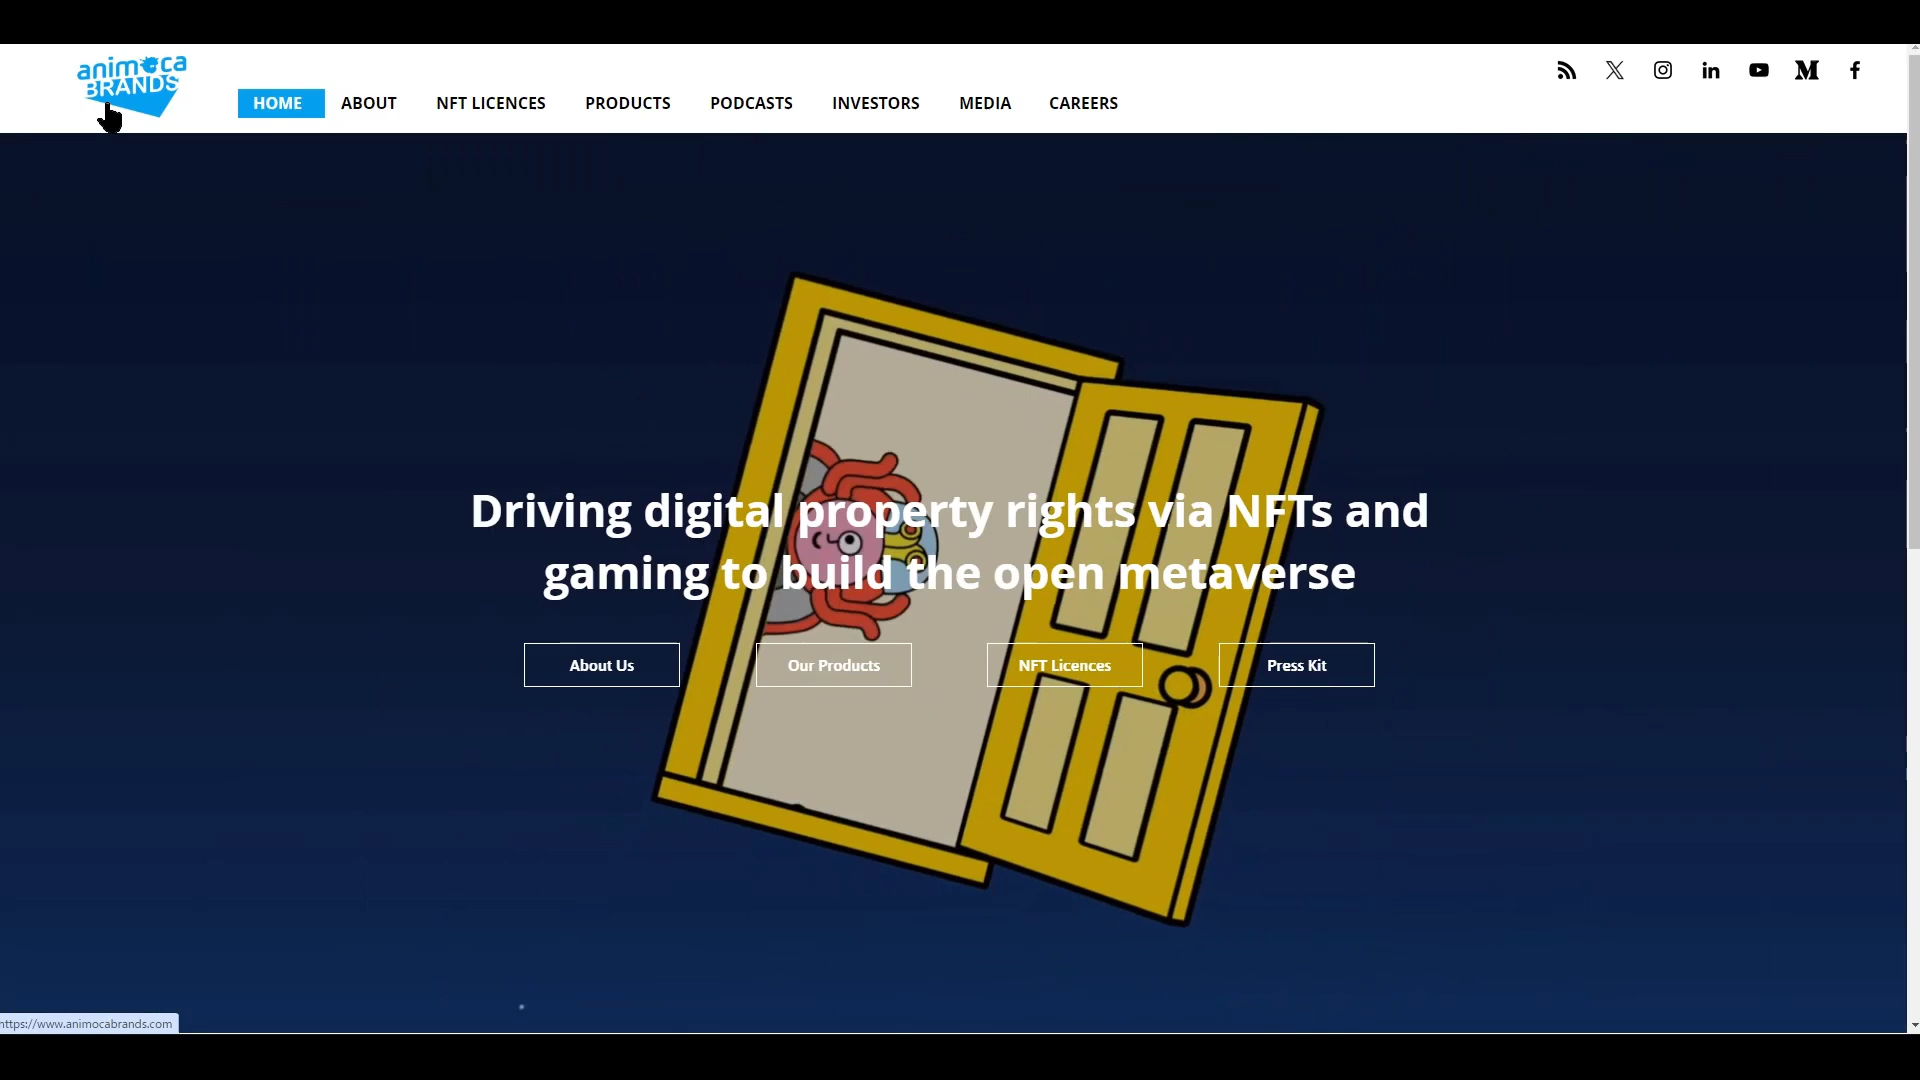 animoca
BRANDS
HOME ABOUT NFT LICENCES PRODUCTS PODCASTS INVESTORS MEDIA CAREERS
Driving digital property rights via NFTs and
gaming to build the open metaverse
About Us Our Products NFT Licences Press Kit
https://www.animocabrands.com